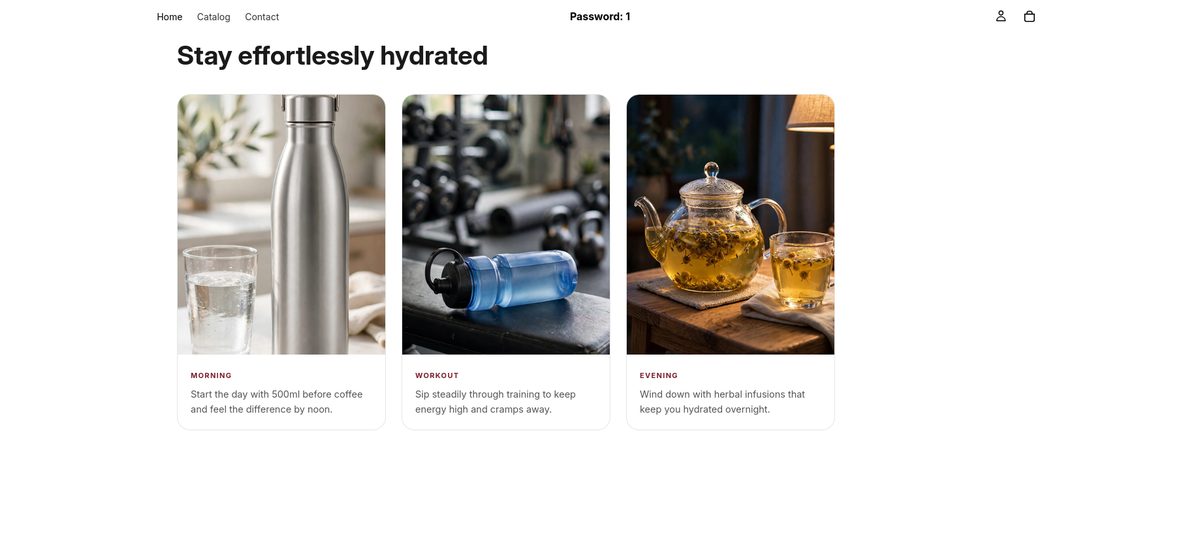 Home Catalog Contact Password: 1
Stay effortlessly hydrated
MORNING
Start the day with 500ml before coffee
and feel the difference by noon.
WORKOUT
Sip steadily through training to keep
energy high and cramps away.
EVENING
Wind down with herbal infusions that
keep you hydrated overnight.